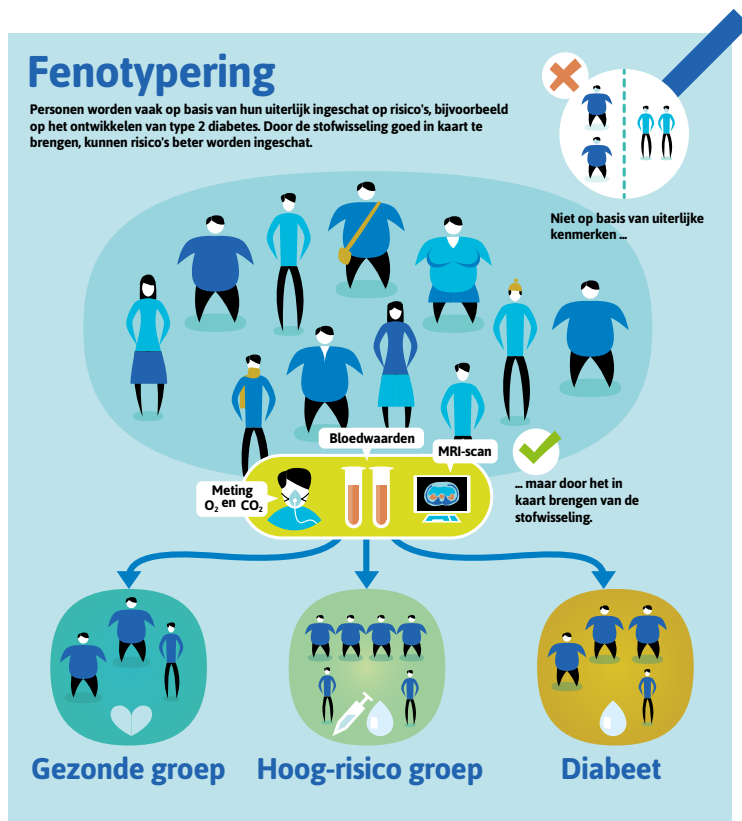 Fenotypering
Personen worden vaak op basis van hun uiterlijk ingeschat op risico's, bijvoorbeeld
op het ontwikkelen van type 2 diabetes. Door de stofwisseling goed in kaart te
brengen, kunnen risico's beter worden ingeschat.
Niet op basis van uiterlijke
kenmerken ...
Bloedwaarden
MRI-scan
Meting
O₂ en CO₂
... maar door het in
kaart brengen van de
stofwisseling.
Gezonde groep
Hoog-risico groep
Diabeet